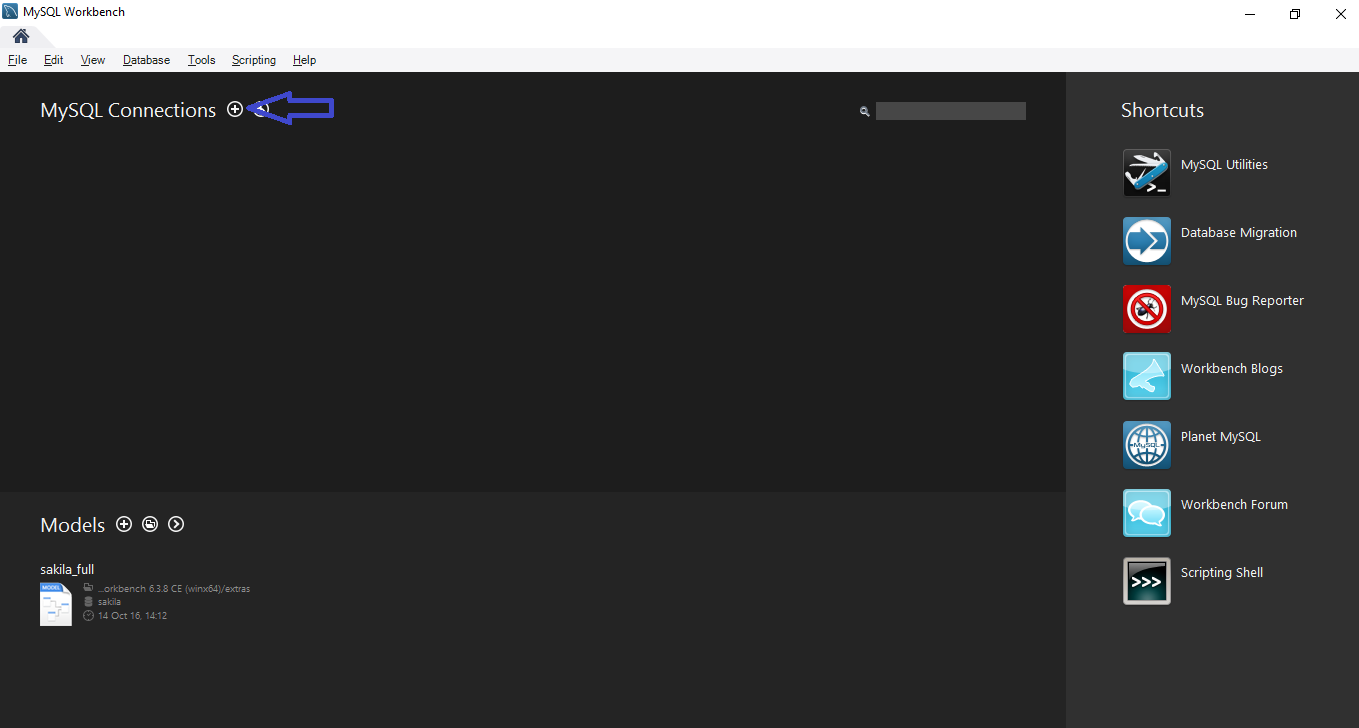 MySQL Workbench
File Edit View Database Tools Scripting Help
MySQL Connections
Shortcuts
MySQL Utilities
Database Migration
MySQL Bug Reporter
Workbench Blogs
MySQL
Planet MySQL
Workbench Forum
>>>
Scripting Shell
Models
sakila_full
MODEL
...orkbench 6.3.8 CE (winx64)/extras
sakila
14 Oct 16, 14:12